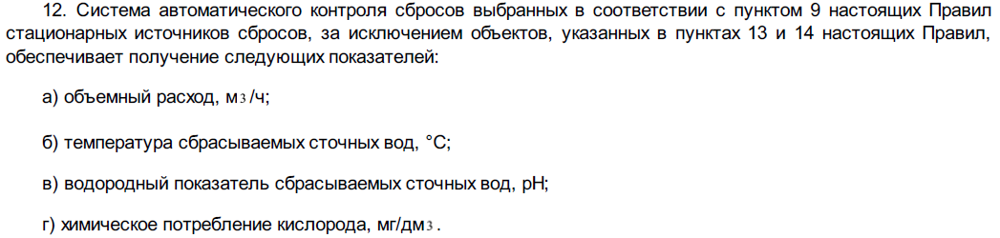 12. Система автоматического контроля сбросов выбранных в соответствии с пунктом 9 настоящих Правил
стационарных источников сбросов, за исключением объектов, указанных в пунктах 13 и 14 настоящих Правил,
обеспечивает получение следующих показателей:
а) объемный расход, м3/ч;
б) температура сбрасываемых сточных вод, °C;
в) водородный показатель сбрасываемых сточных вод, pH;
г) химическое потребление кислорода, мг/дм3.